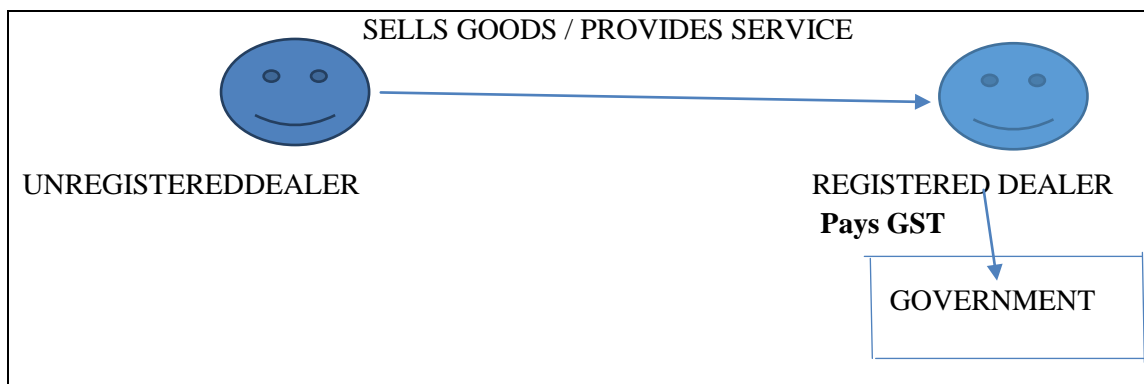 SELLS GOODS / PROVIDES SERVICE
UNREGISTEREDDEALER
REGISTERED DEALER
Pays GST
GOVERNMENT